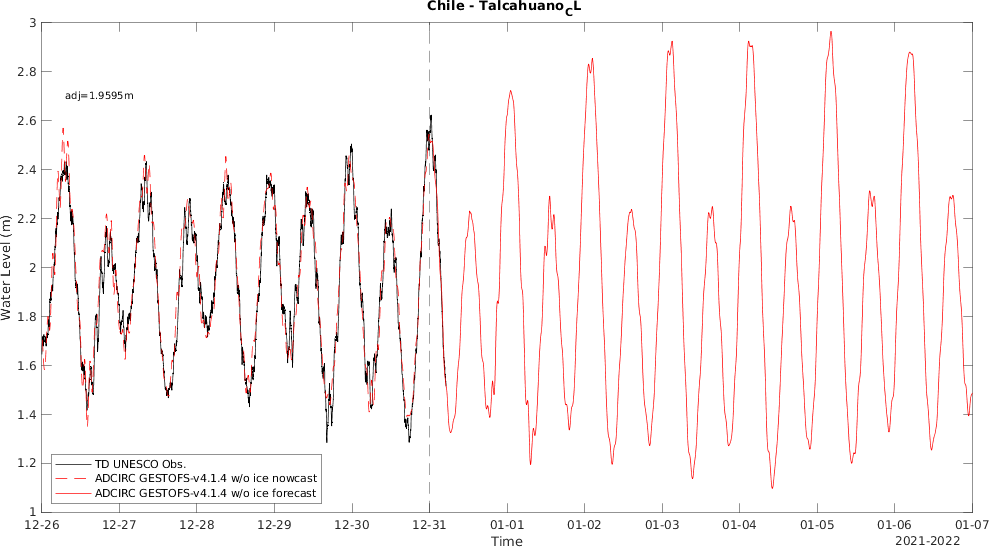 Chile - Talcahuano_CL
3
2.8
adj=1.9595m
2.6
2.4
2.2
Water Level (m)
2
1.8
1.6
1.4
TD UNESCO Obs.
1.2
ADCIRC GESTOFS-v4.1.4 w/o ice nowcast
ADCIRC GESTOFS-v4.1.4 w/o ice forecast
1
12-26 12-27 12-28 12-29 12-30 12-31 01-01 01-02 01-03 01-04 01-05 01-06 01-07
Time
2021-2022